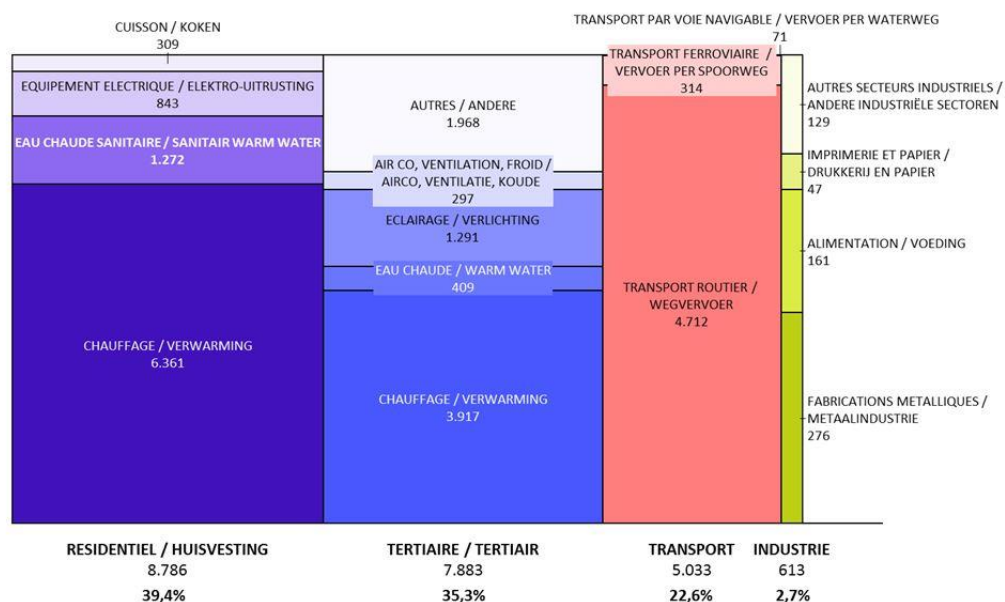 CUISSON / KOKEN
309
EQUIPEMENT ELECTRIQUE / ELEKTRO-UITRUSTING
843
EAU CHAUDE SANITAIRE / SANITAIR WARM WATER
1.272
CHAUFFAGE / VERWARMING
6.361
AUTRES / ANDERE
1.968
AIR CO, VENTILATION, FROID /
AIRCO, VENTILATIE, KOUDE
297
ECLAIRAGE / VERLICHTING
1.291
EAU CHAUDE / WARM WATER
409
CHAUFFAGE / VERWARMING
3.917
TRANSPORT PAR VOIE NAVIGABLE / VERVOER PER WATERWEG
71
TRANSPORT FERROVIAIRE /
VERVOER PER SPOORWEG
314
TRANSPORT ROUTIER /
WEGVERVOER
4.712
AUTRES SECTEURS INDUSTRIELS /
ANDERE INDUSTRIËLE SECTOREN
129
IMPRIMERIE ET PAPIER /
DRUKKERIJ EN PAPIER
47
ALIMENTATION / VOEDING
161
FABRICATIONS METALLIQUES /
METAALINDUSTRIE
276
RESIDENTIEL / HUISVESTING
8.786
39,4%
TERTIAIRE / TERTIAIR
7.883
35,3%
TRANSPORT
5.033
22,6%
INDUSTRIE
613
2,7%